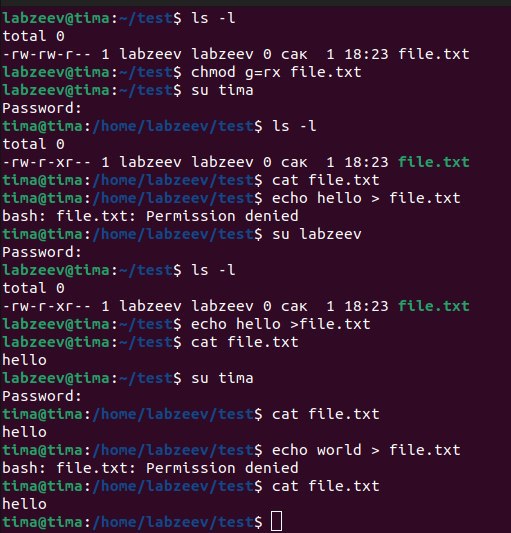 labzeev@tima:~/test$ ls -l
total 0
-rw-rw-r-- 1 labzeev labzeev 0 сак  1 18:23 file.txt
labzeev@tima:~/test$ chmod g=rx file.txt
labzeev@tima:~/test$ su tima
Password:
tima@tima:/home/labzeev/test$ ls -l
total 0
-rw-r-xr-- 1 labzeev labzeev 0 сак  1 18:23 file.txt
tima@tima:/home/labzeev/test$ cat file.txt
tima@tima:/home/labzeev/test$ echo hello > file.txt
bash: file.txt: Permission denied
tima@tima:/home/labzeev/test$ su labzeev
Password:
labzeev@tima:~/test$ ls -l
total 0
-rw-r-xr-- 1 labzeev labzeev 0 сак  1 18:23 file.txt
labzeev@tima:~/test$ echo hello >file.txt
labzeev@tima:~/test$ cat file.txt
hello
labzeev@tima:~/test$ su tima
Password:
tima@tima:/home/labzeev/test$ cat file.txt
hello
tima@tima:/home/labzeev/test$ echo world > file.txt
bash: file.txt: Permission denied
tima@tima:/home/labzeev/test$ cat file.txt
hello
tima@tima:/home/labzeev/test$